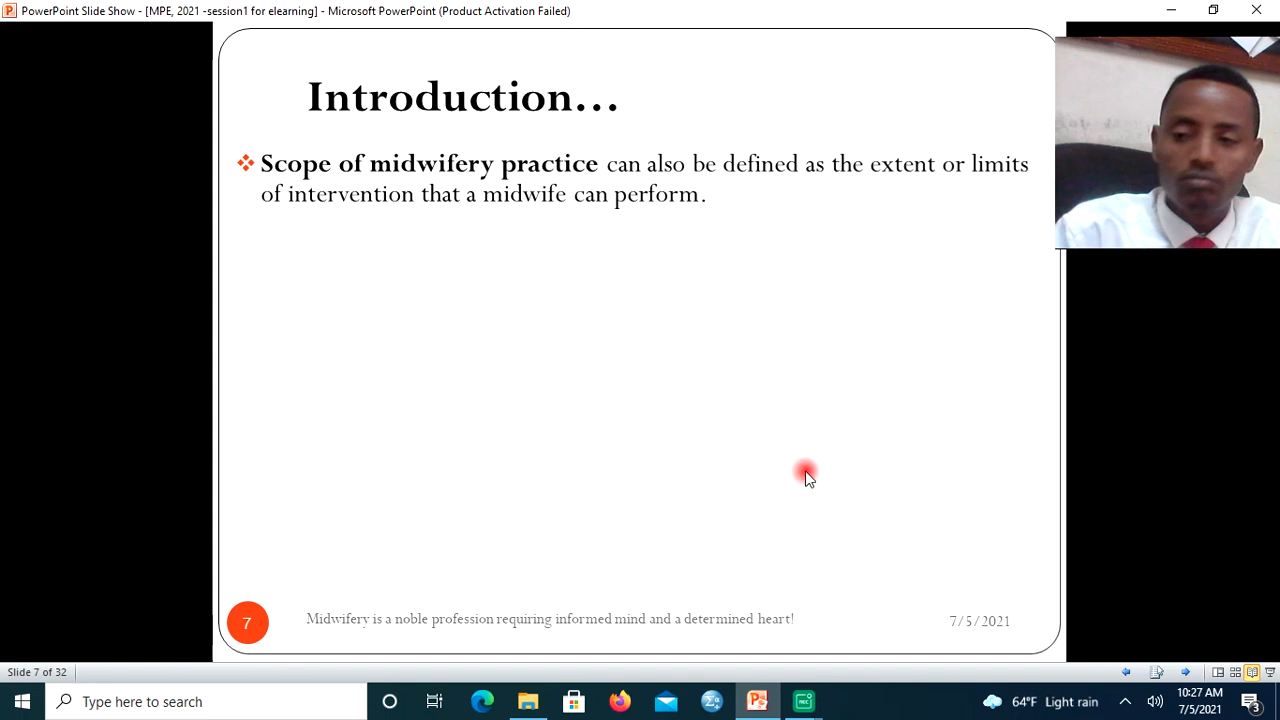 PowerPoint Slide Show - [MPE, 2021 -session1 for elearning] - Microsoft PowerPoint (Product Activation Failed)
Introduction...
Scope of midwifery practice can also be defined as the extent or limits
of intervention that a midwife can perform.
7
Midwifery is a noble profession requiring informed mind and a determined heart!
7/5/2021
Slide 7 of 32
Type here to search
64°F Light rain
10:27 AM
7/5/2021
3